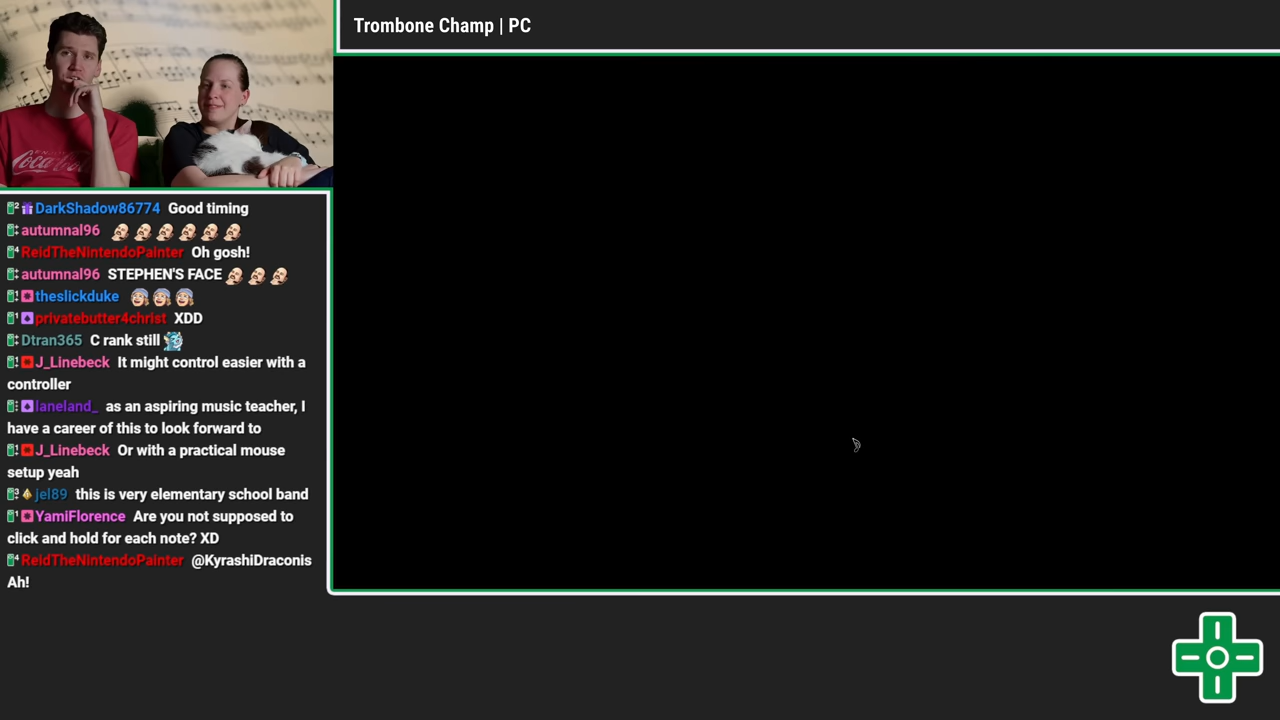 Trombone Champ | PC
ENJOY
Coca-Cola
DarkShadow86774 Good timing
autumnal96
ReidTheNintendoPainter Oh gosh!
autumnal96 STEPHEN'S FACE
theslickduke
privatebutter4christ XDD
Dtran365 C rank still
J_Linebeck It might control easier with a
controller
laneland_ as an aspiring music teacher, I
have a career of this to look forward to
J_Linebeck Or with a practical mouse
setup yeah
jel89 this is very elementary school band
YamiFlorence Are you not supposed to
click and hold for each note? XD
ReidTheNintendoPainter @KyrashiDraconis
Ah!